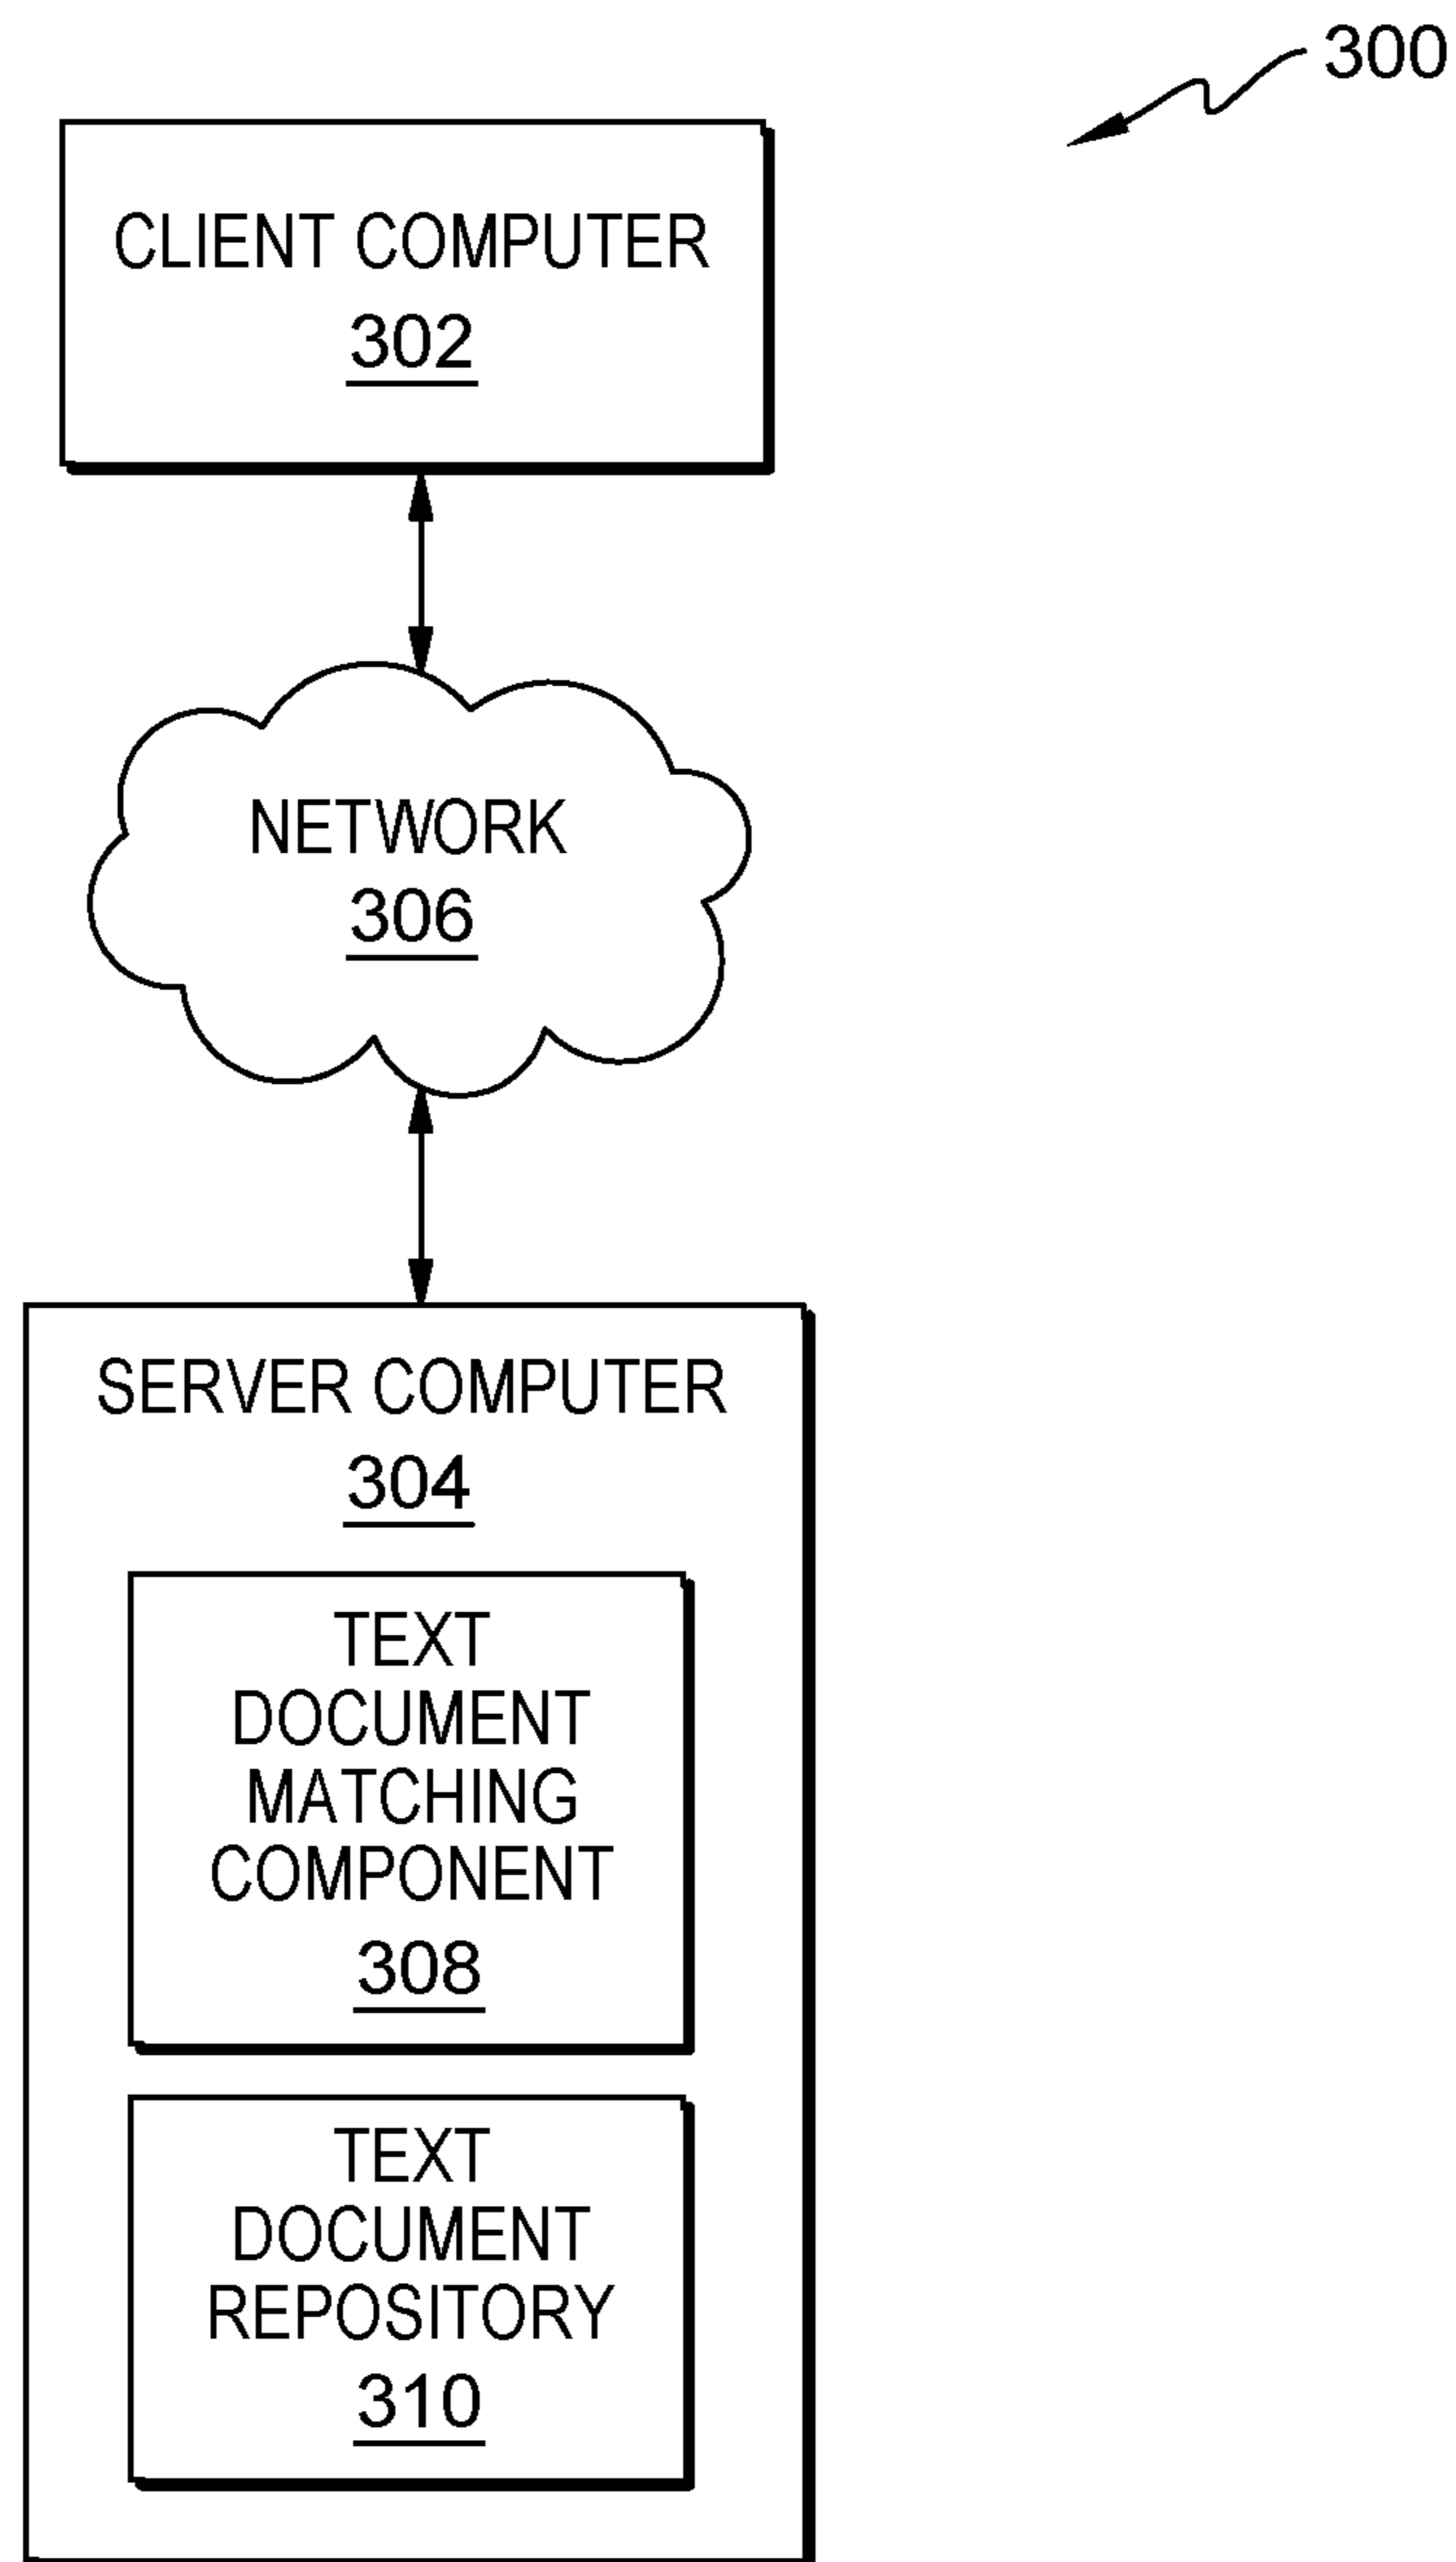 300
CLIENT COMPUTER
302
NETWORK
306
SERVER COMPUTER
304
TEXT
DOCUMENT
MATCHING
COMPONENT
308
TEXT
DOCUMENT
REPOSITORY
310